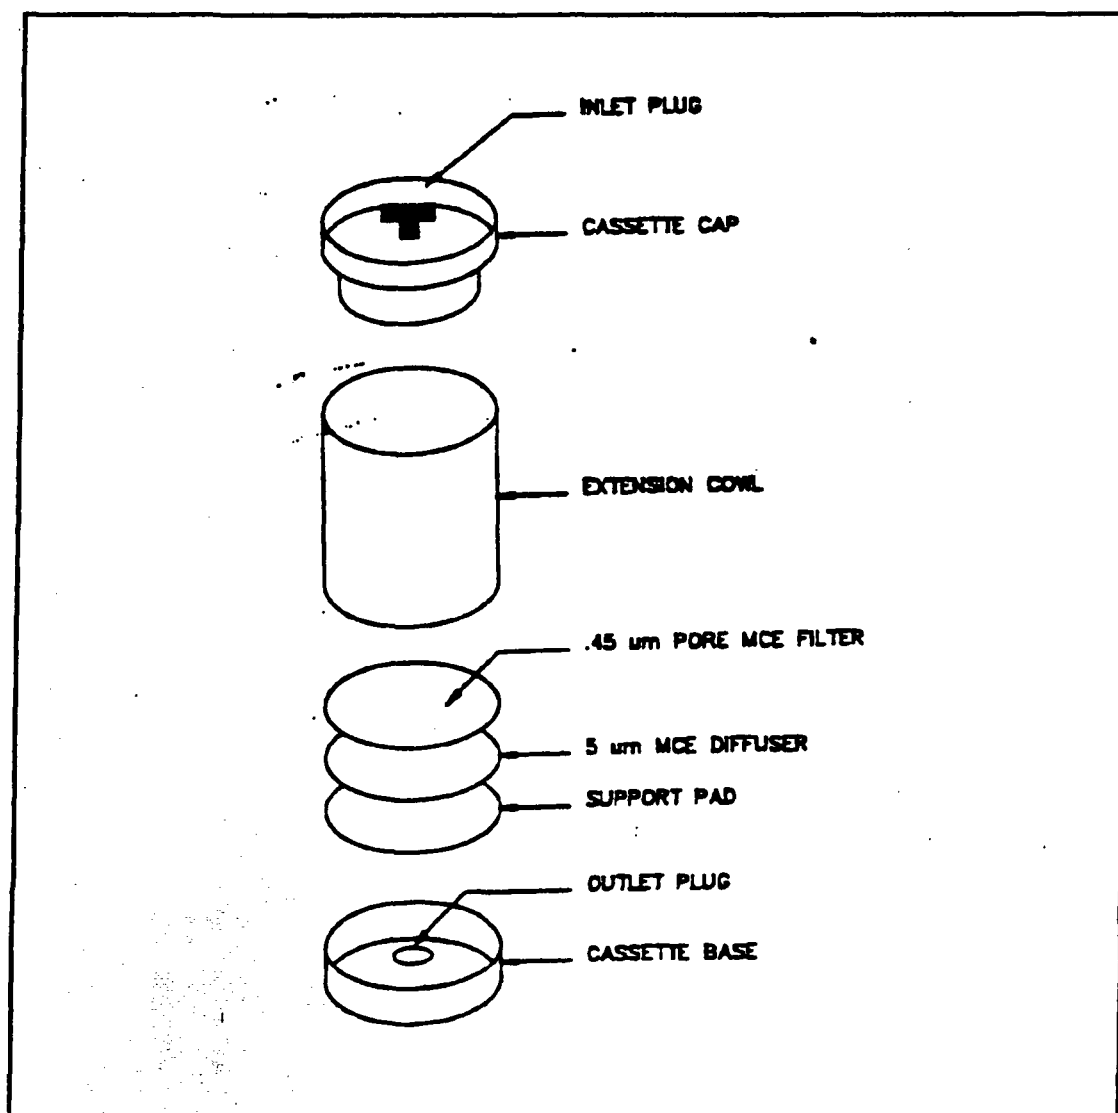 INLET PLUG
CASSETTE CAP
EXTENSION COWL
.45 um PORE MCE FILTER
5 um MCE DIFFUSER
SUPPORT PAD
OUTLET PLUG
CASSETTE BASE